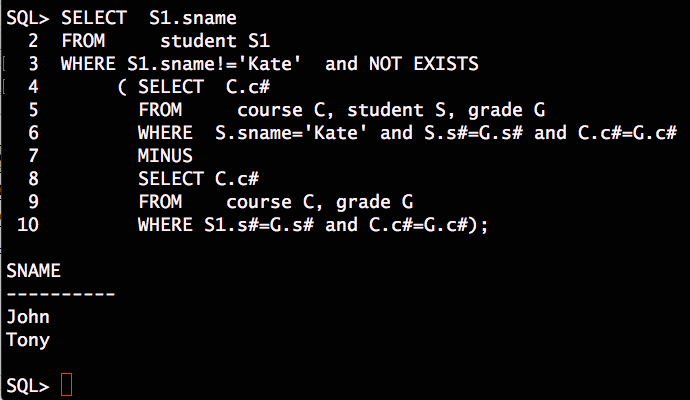 SQL> SELECT  S1.sname
  2  FROM     student S1
  3  WHERE S1.sname!='Kate'  and NOT EXISTS
  4       ( SELECT  C.c#
  5         FROM     course C, student S, grade G
  6         WHERE  S.sname='Kate' and S.s#=G.s# and C.c#=G.c#
  7         MINUS
  8         SELECT C.c#
  9         FROM    course C, grade G
 10         WHERE S1.s#=G.s# and C.c#=G.c#);
SNAME
----------
John
Tony
SQL>